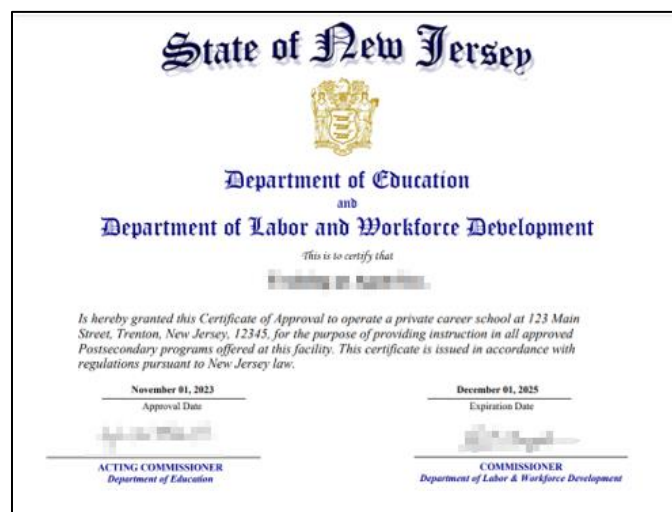 State of New Jersey
Department of Education
and
Department of Labor and Workforce Development
This is to certify that
Is hereby granted this Certificate of Approval to operate a private career school at 123 Main
Street, Trenton, New Jersey, 12345, for the purpose of providing instruction in all approved
Postsecondary programs offered at this facility. This certificate is issued in accordance with
regulations pursuant to New Jersey law.
November 01, 2023
Approval Date
December 01, 2025
Expiration Date
ACTING COMMISSIONER
Department of Education
COMMISSIONER
Department of Labor & Workforce Development